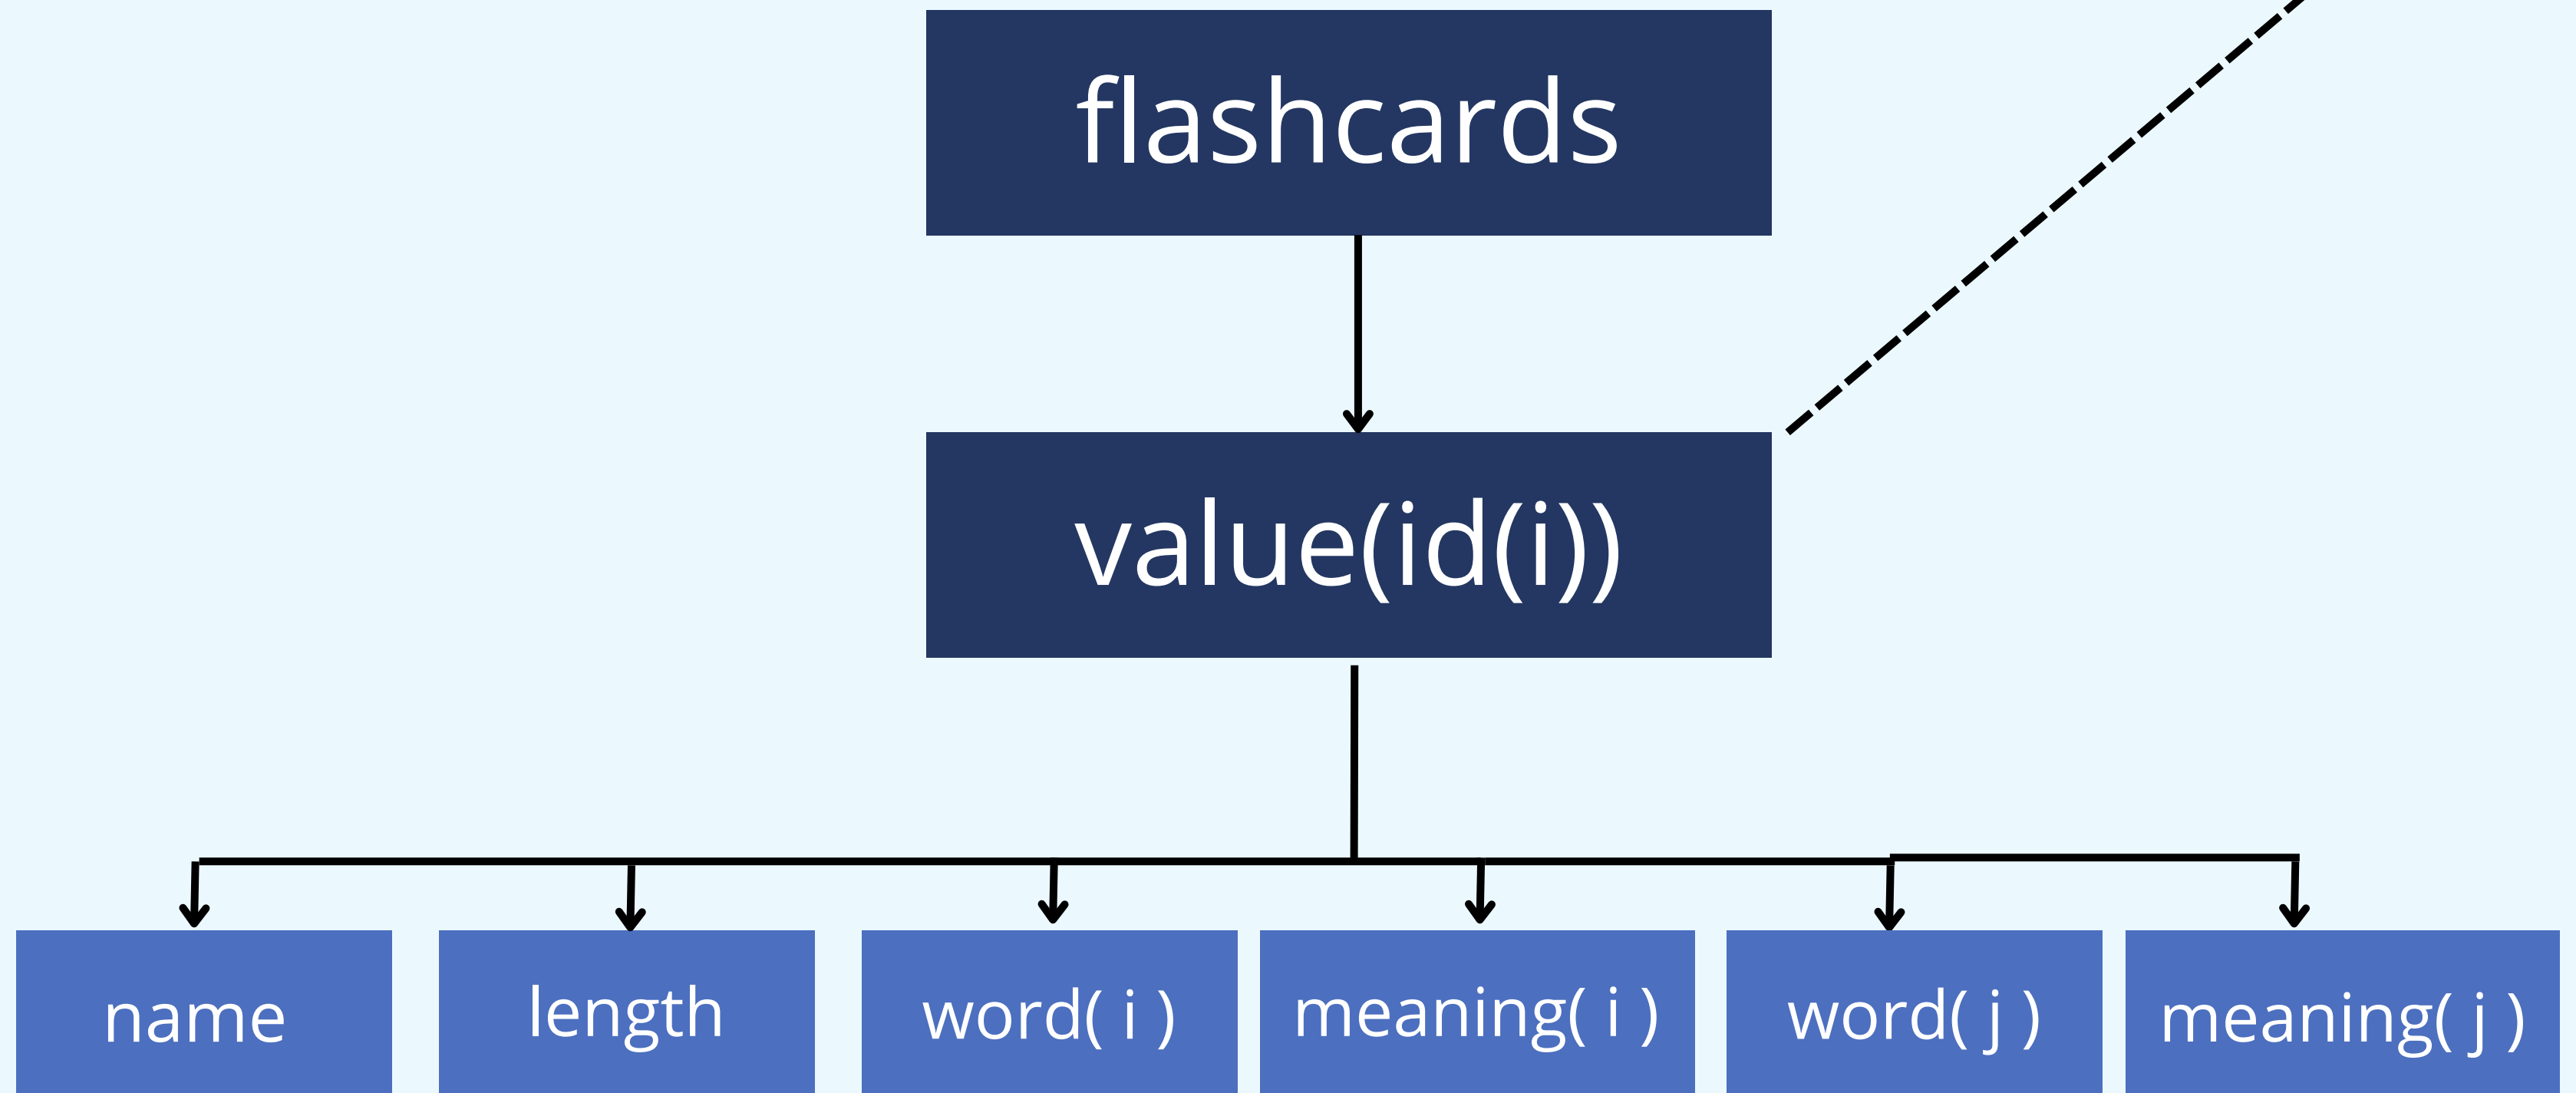 flashcards
value(id(i))
name
length
word( i )
meaning( i )
word( j )
meaning( j )